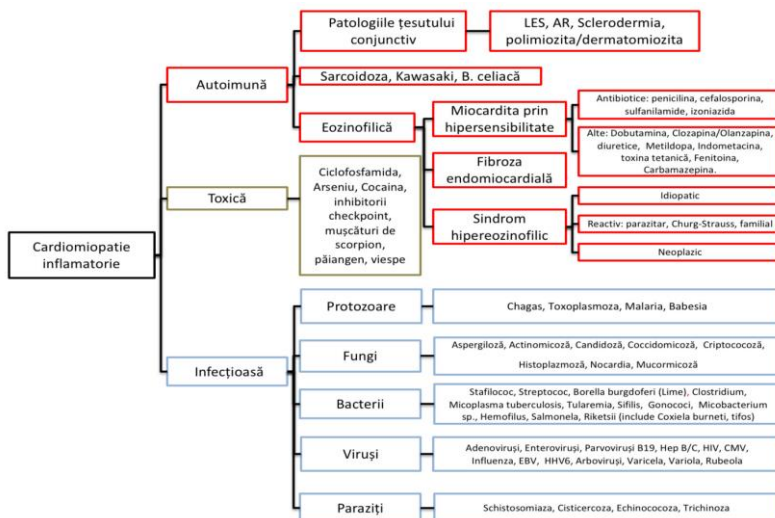 Patologiile țesutului
conjunctiv
LES, AR, Sclerodermia,
polimiozita/dermatomiozita
Autoimună
Sarcoidoza, Kawasaki, B. celiacă
Eozinofilică
Miocardita prin
hipersensibilitate
Antibiotice: penicilina, cefalosporina,
sulfanilamide, izoniazida
Alte: Dobutamina, Clozapina/Olanzapina,
diuretice, Metildopa, Indometacina,
toxina tetanică, Fenitoina,
Carbamazepina.
Fibroza
endomiocardială
Sindrom
hipereozinofilic
Idiopatic
Reactiv: parazitar, Churg-Strauss, familial
Neoplazic
Toxică
Ciclofosfamida,
Arseniu, Cocaina,
inhibitorii
checkpoint,
mușcături de
scorpion,
păiangen, viespe
Cardiomiopatie
inflamatorie
Infecțioasă
Protozoare
Chagas, Toxoplasmoza, Malaria, Babesia
Fungi
Aspergiloză, Actinomicoză, Candidoză, Coccidomicoză, Criptococoză,
Histoplazmoză, Nocardia, Mucormicoză
Bacterii
Stafilococ, Streptococ, Borella burgdoferi (Lime), Clostridium,
Micoplasma tuberculosis, Tularemia, Sifilis, Gonococi, Micobacterium
sp., Hemofilus, Salmonela, Riketsii (include Coxiela burneti, tifos)
Viruși
Adenoviruși, Enteroviruși, Parvoviruși B19, Hep B/C, HIV, CMV,
Influenza, EBV, HHV6, Arboviruși, Varicela, Variola, Rubeola
Paraziți
Schistosomiaza, Cisticercoza, Echinococoza, Trichinoza